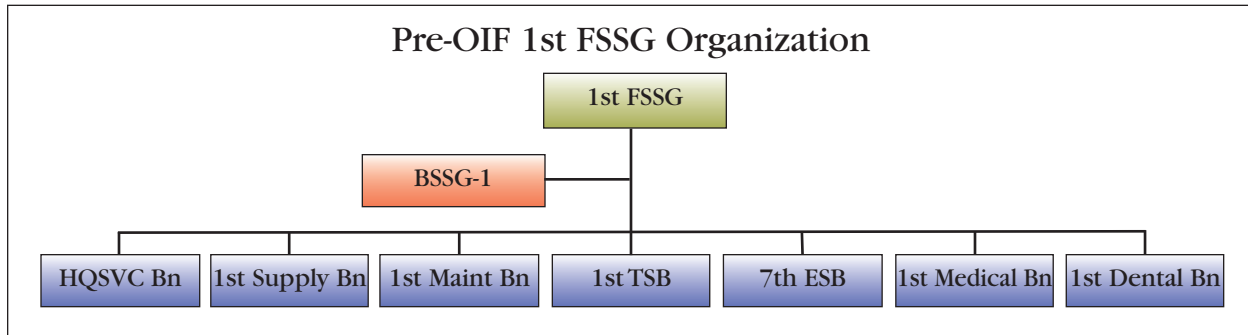 Pre-OIF 1st FSSG Organization
1st FSSG
BSSG-1
HQSVC Bn
1st Supply Bn
1st Maint Bn
1st TSB
7th ESB
1st Medical Bn
1st Dental Bn